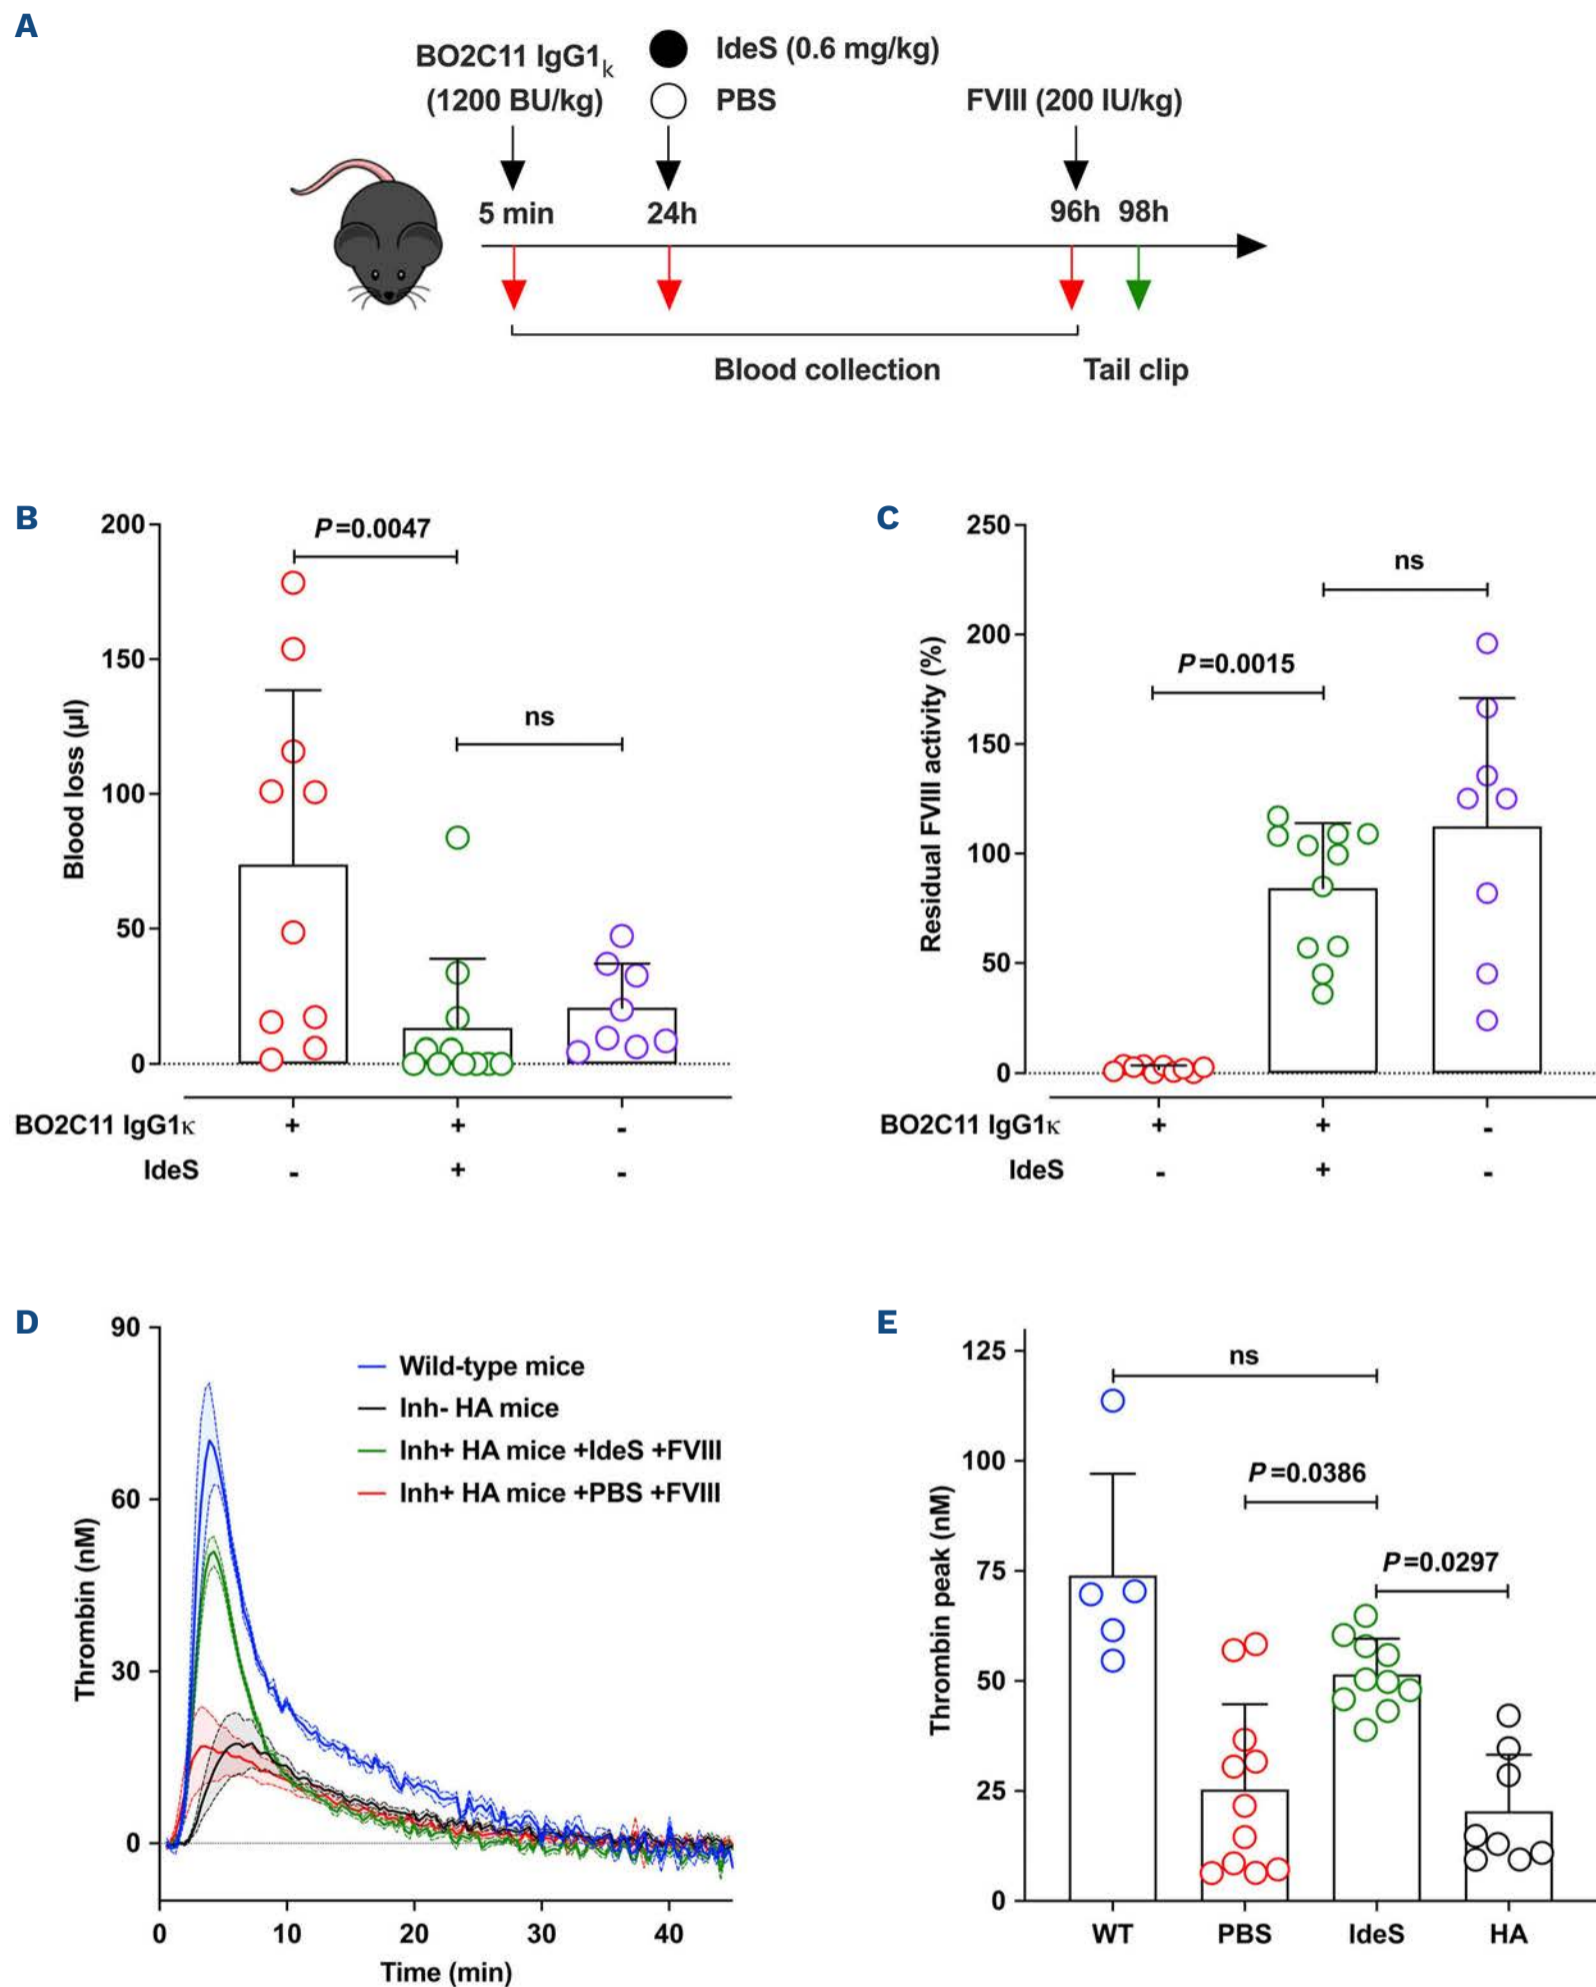 A
BO2C11 IgG1k
(1200 BU/kg)
IdeS (0.6 mg/kg)
PBS
FVIII (200 IU/kg)
5 min
24h
96h
98h
Blood collection
Tail clip
B
200
150
100
50
0
Blood loss (µl)
P=0.0047
ns
BO2C11 IgG1κ
+
+
-
IdeS
-
+
-
C
250
200
150
100
50
0
Residual FVIII activity (%)
P=0.0015
ns
BO2C11 IgG1κ
+
+
-
IdeS
-
+
-
D
90
60
30
0
Thrombin (nM)
Wild-type mice
Inh- HA mice
Inh+ HA mice +IdeS +FVIII
Inh+ HA mice +PBS +FVIII
0
10
20
30
40
Time (min)
E
125
100
75
50
25
0
Thrombin peak (nM)
ns
P=0.0386
P=0.0297
WT
PBS
IdeS
HA